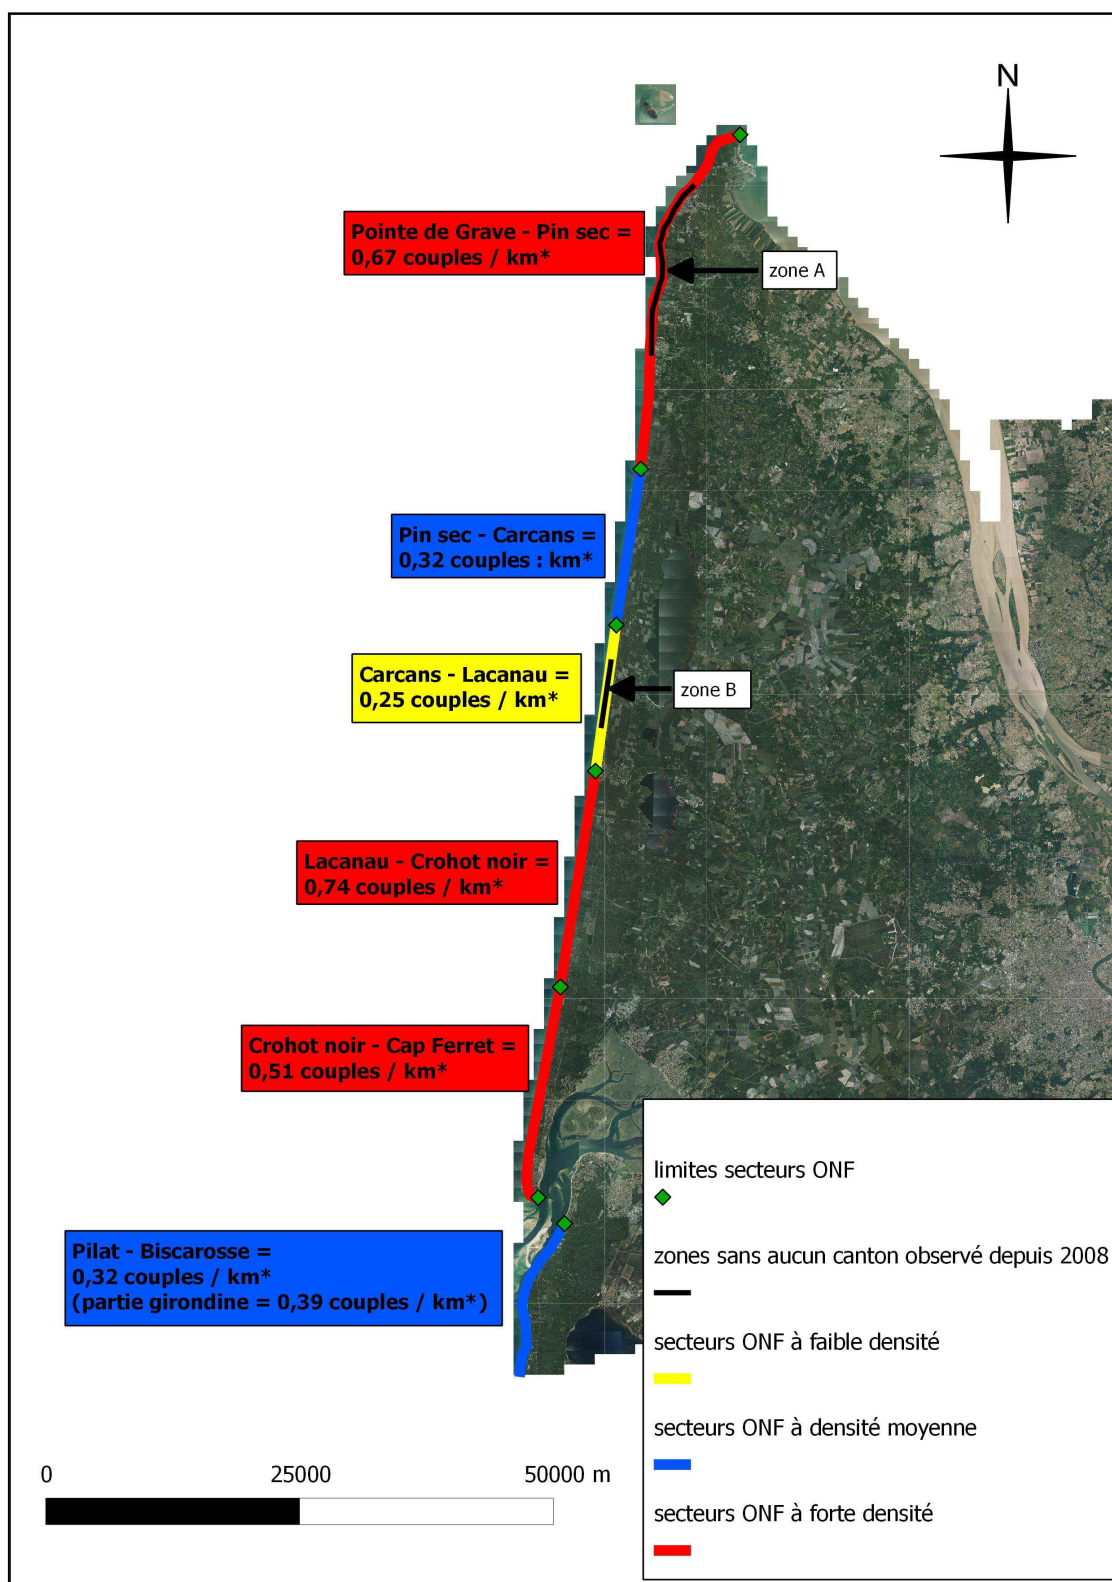 N
Pointe de Grave - Pin sec =
0,67 couples / km*
zone A
Pin sec - Carcans =
0,32 couples : km*
Carcans - Lacanau =
0,25 couples / km*
zone B
Lacanau - Crohot noir =
0,74 couples / km*
Crohot noir - Cap Ferret =
0,51 couples / km*
Pilat - Biscarosse =
0,32 couples / km*
(partie girondine = 0,39 couples / km*)
limites secteurs ONF
zones sans aucun canton observé depuis 2008
secteurs ONF à faible densité
secteurs ONF à densité moyenne
secteurs ONF à forte densité
0 25000 50000 m